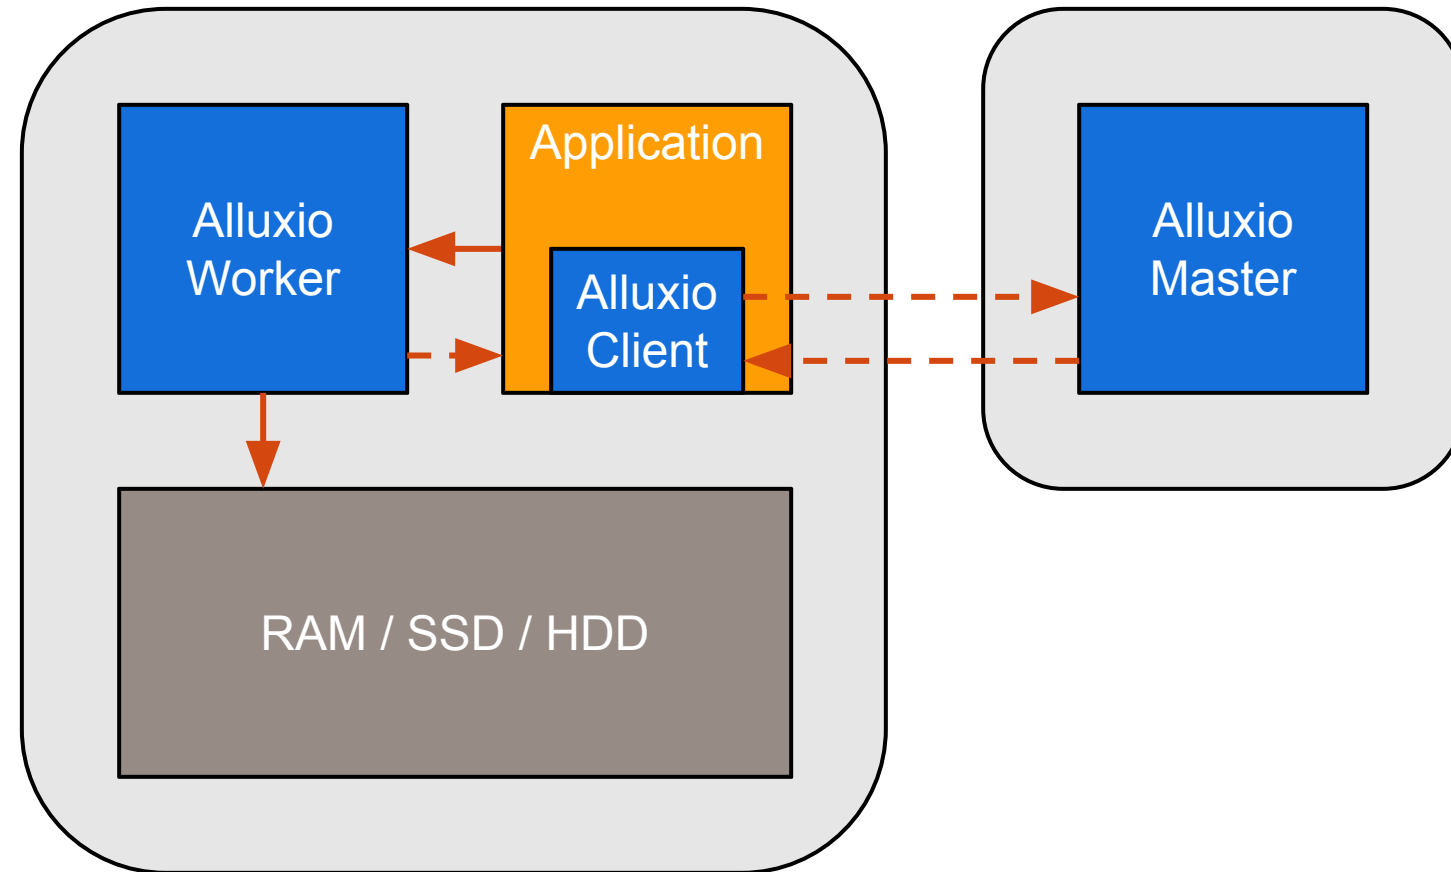 Alluxio
Worker
Application
Alluxio
Client
Alluxio
Master
RAM / SSD / HDD